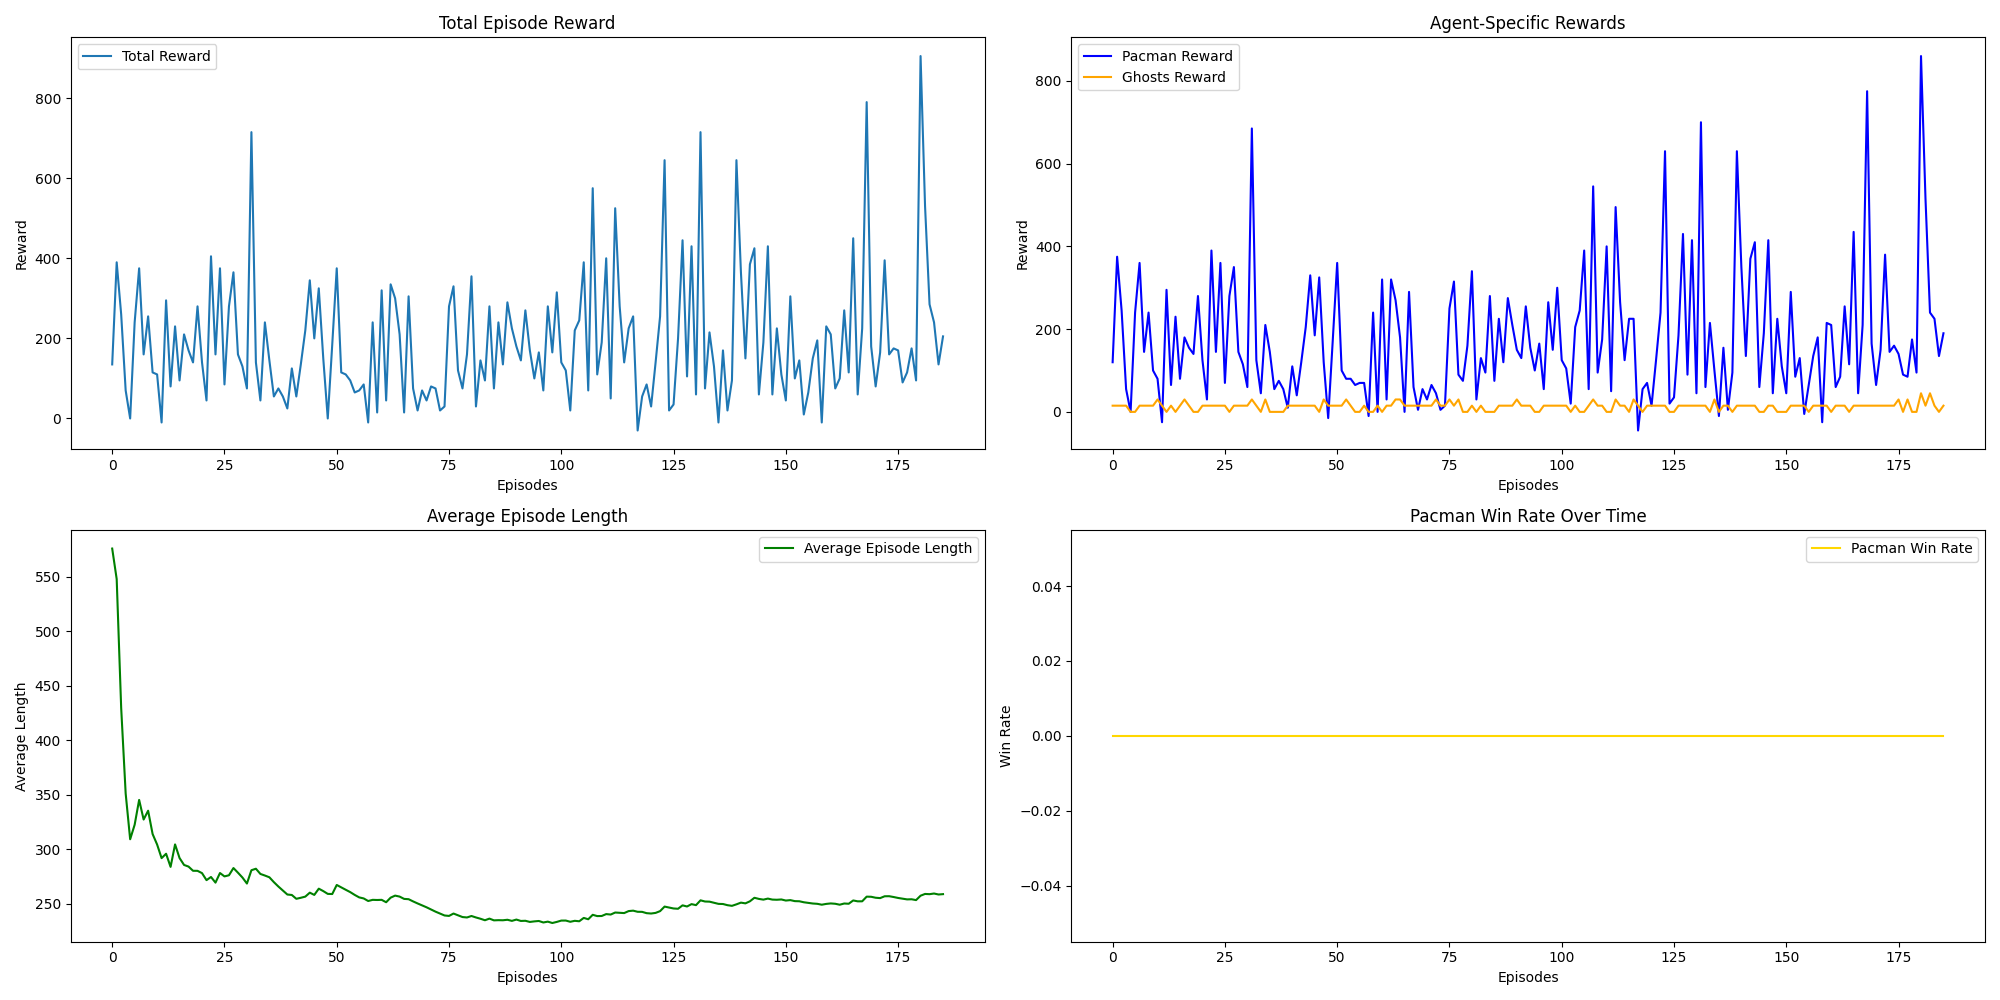 Total Episode Reward
Total Reward
Reward
800
600
400
200
0
0 25 50 75 100 125 150 175
Episodes
Agent-Specific Rewards
Pacman Reward
Ghosts Reward
Reward
800
600
400
200
0
0 25 50 75 100 125 150 175
Episodes
Average Episode Length
Average Episode Length
Average Length
550
500
450
400
350
300
250
0 25 50 75 100 125 150 175
Episodes
Pacman Win Rate Over Time
Pacman Win Rate
Win Rate
0.04
0.02
0.00
−0.02
−0.04
0 25 50 75 100 125 150 175
Episodes